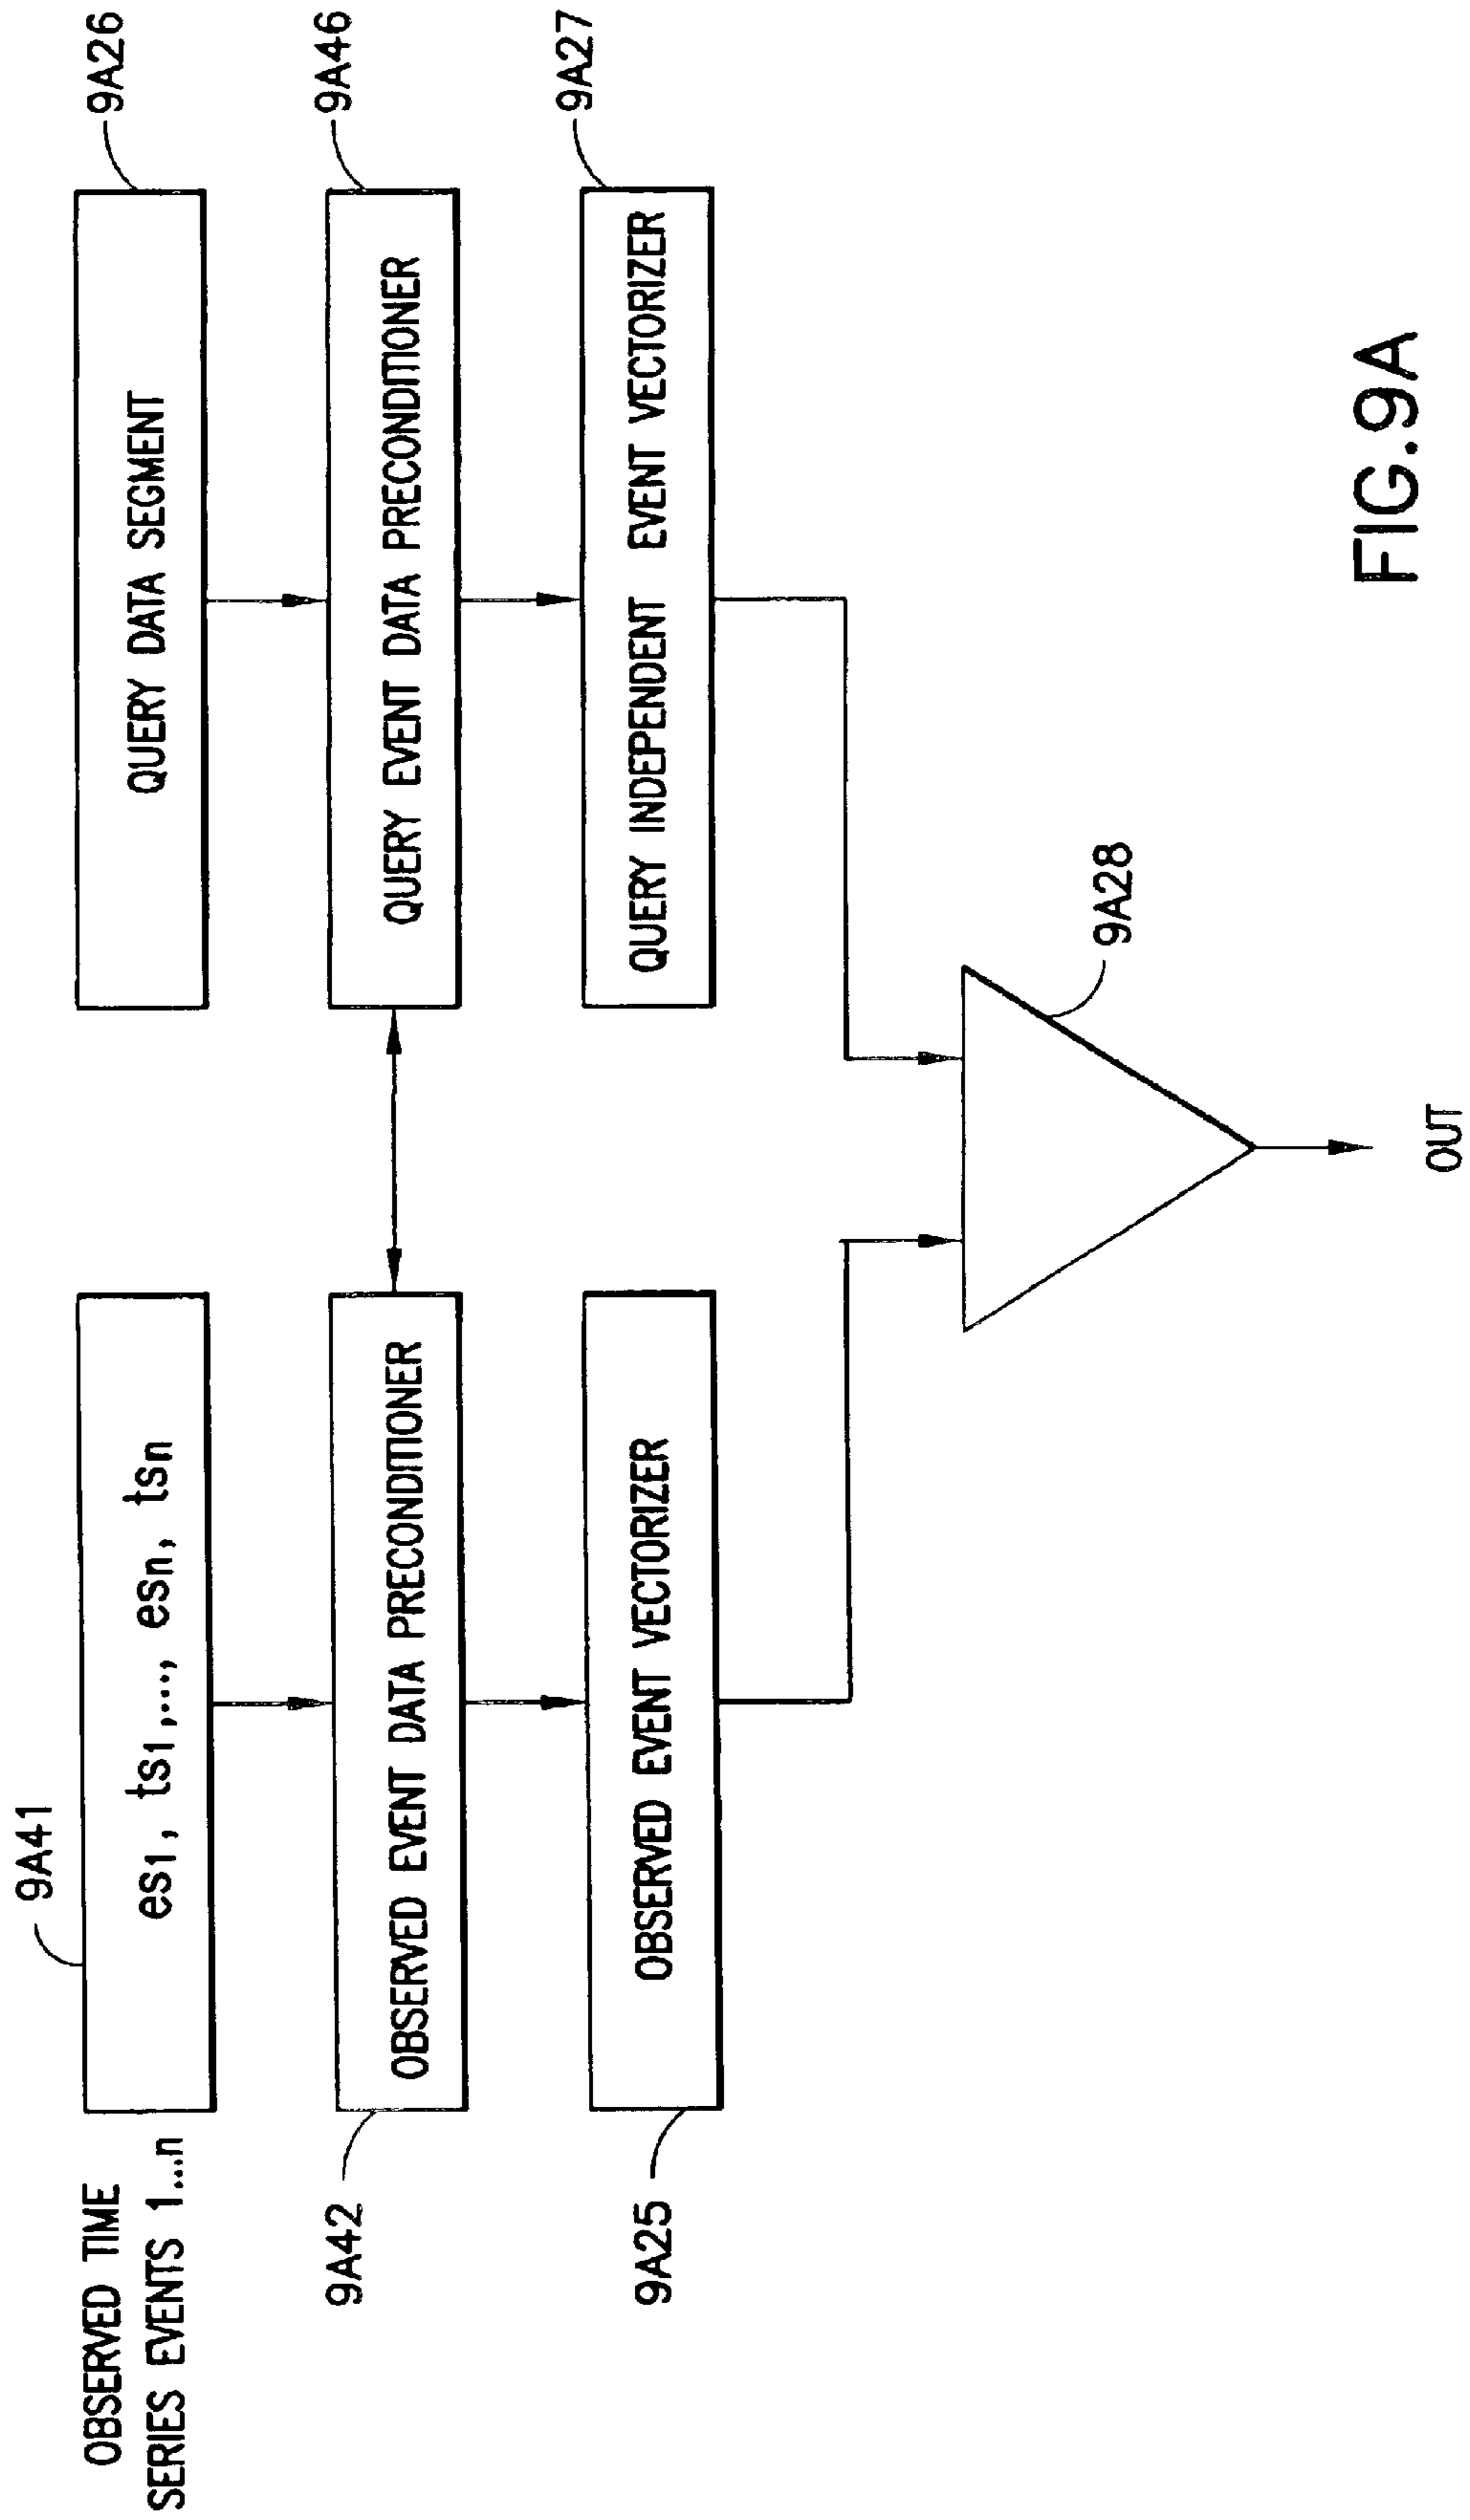 OBSERVED TIME
SERIES EVENTS 1...n
9A41
es1, ts1,..., esn, tsn
QUERY DATA SEGMENT
9A26
9A42
OBSERVED EVENT DATA PRECONDITIONER
QUERY EVENT DATA PRECONDITIONER
9A46
9A25
OBSERVED EVENT VECTORIZER
QUERY INDEPENDENT EVENT VECTORIZER
9A27
9A28
OUT
FIG.9A